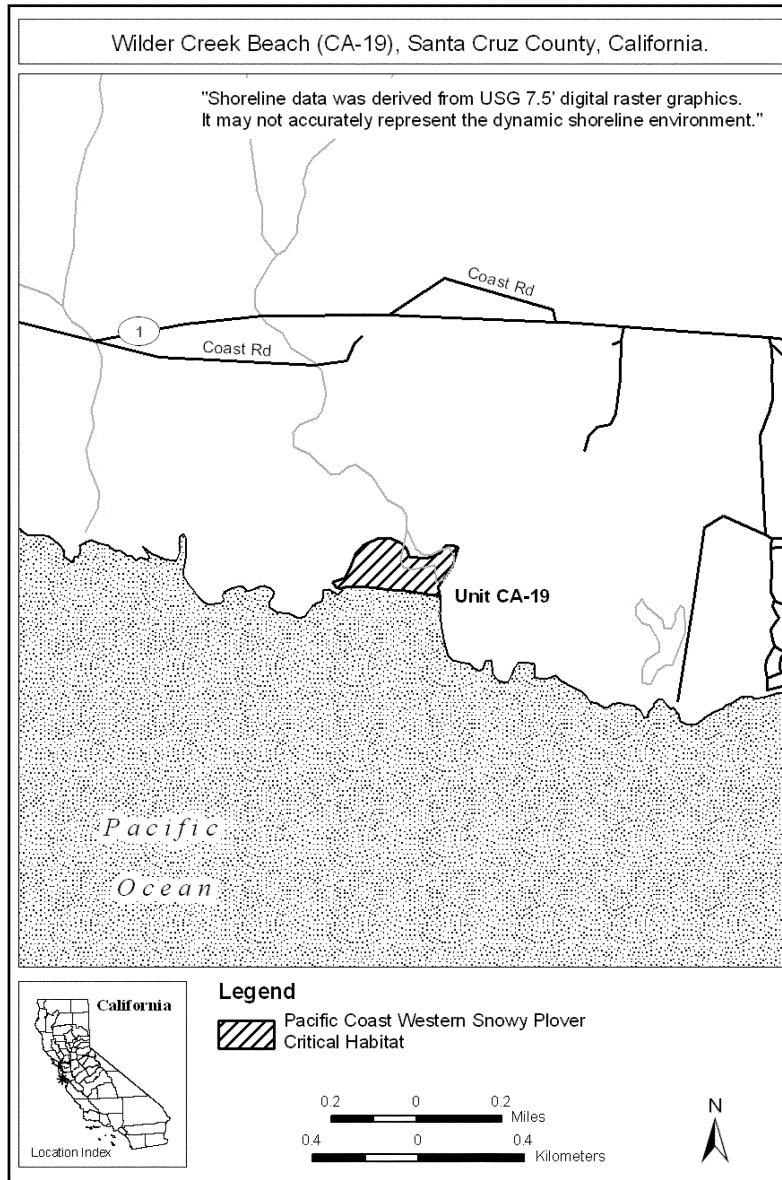 Wilder Creek Beach (CA-19), Santa Cruz County, California.
"Shoreline data was derived from USG 7.5' digital raster graphics.
It may not accurately represent the dynamic shoreline environment."
Coast Rd
1
Coast Rd
Unit CA-19
Pacific
Ocean
California
Location Index
Legend
Pacific Coast Western Snowy Plover
Critical Habitat
0.2 0 0.2
Miles
0.4 0 0.4
Kilometers
N